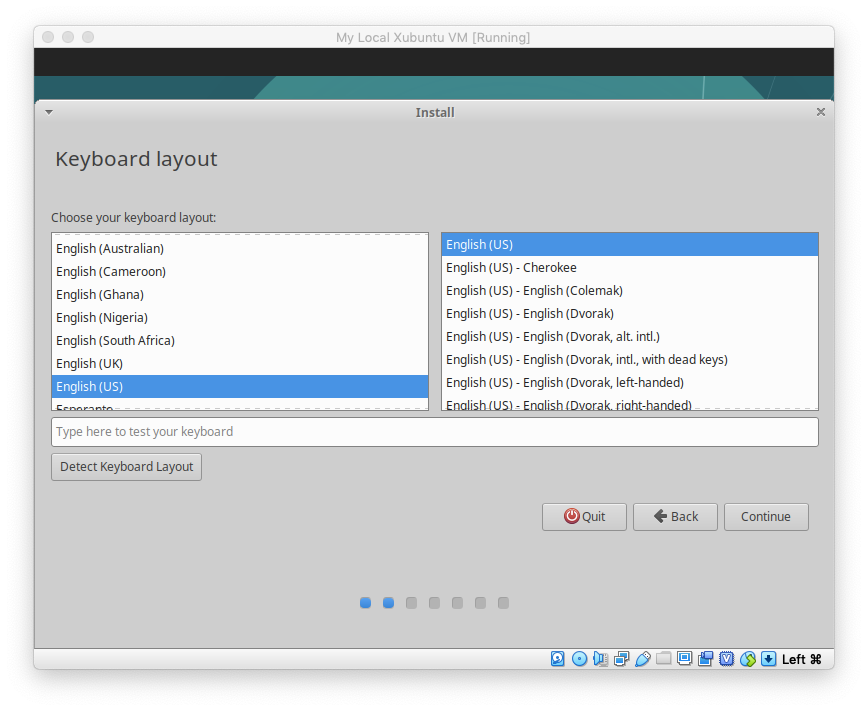 My Local Xubuntu VM [Running]
Install
Keyboard layout
Choose your keyboard layout:
English (Australian)
English (Cameroon)
English (Ghana)
English (Nigeria)
English (South Africa)
English (UK)
English (US)
Esperanto
English (US)
English (US) - Cherokee
English (US) - English (Colemak)
English (US) - English (Dvorak)
English (US) - English (Dvorak, alt. intl.)
English (US) - English (Dvorak, intl., with dead keys)
English (US) - English (Dvorak, left-handed)
English (US) - English (Dvorak, right-handed)
Type here to test your keyboard
Detect Keyboard Layout
Quit
Back
Continue
Left ⌘